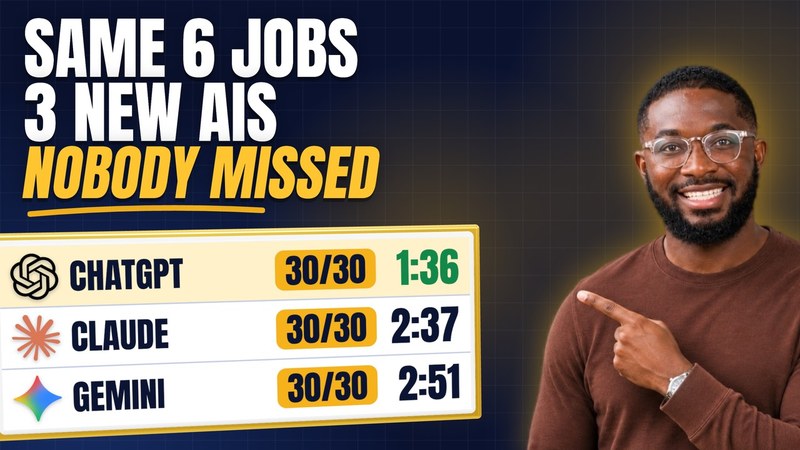 SAME 6 JOBS
3 NEW AIS
NOBODY MISSED
CHATGPT 30/30 1:36
CLAUDE 30/30 2:37
GEMINI 30/30 2:51